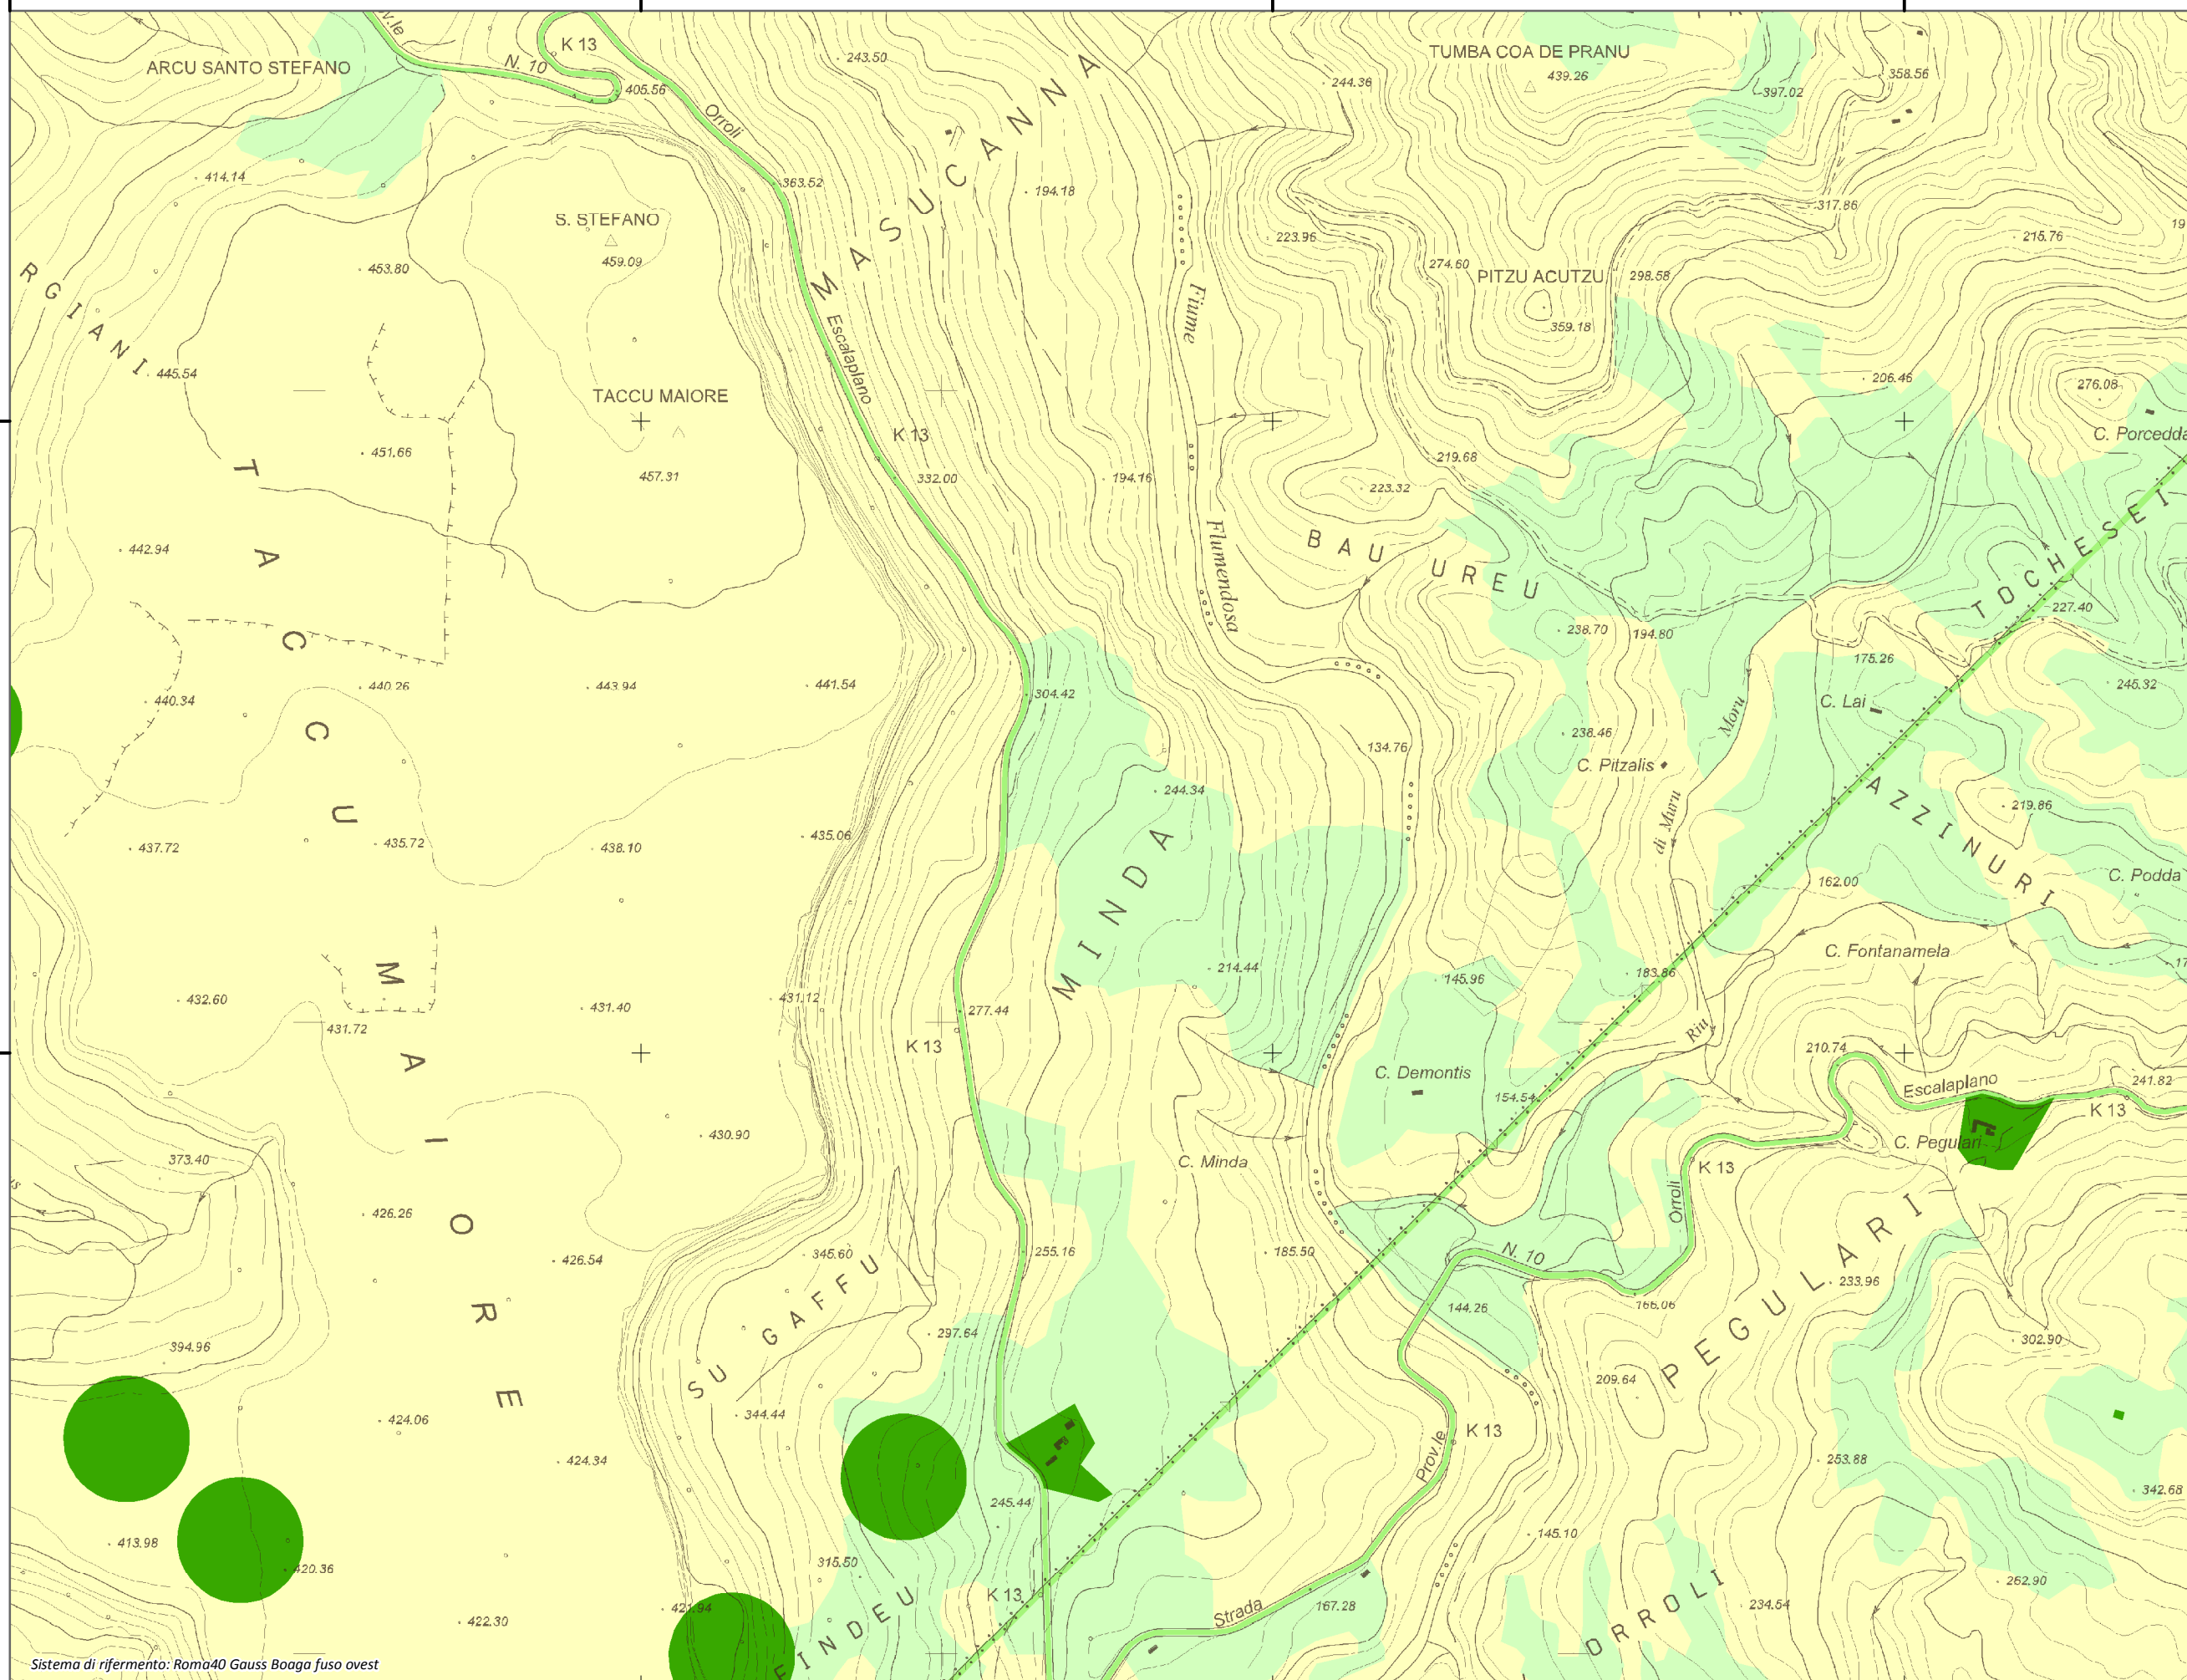 ov.le
K 13
TUMBA COA DE PRANU
439.26
ARCU SANTO STEFANO
N. 10
243.50
244.36
358.56
405.56
397.02
Orroli
MASUCANNA
414.14
363.52
194.18
317.86
S. STEFANO
459.09
223.96
215.76
19
453.80
274.60
PITZU ACUTZU
298.58
359.18
RGIANI
Fiume
Escalaplano
445.54
TACCU MAIORE
206.46
276.08
K 13
C. Porcedda
451.66
457.31
332.00
194.16
219.68
223.32
TACCU MAIORE
442.94
Flumendosa
BAU UREU
TOCHESEI
227.40
238.70
194.80
175.26
440.26
443.94
441.54
304.42
245.32
440.34
C. Lai
Moru
238.46
134.76
C. Pitzalis
244.34
AZZINURI
219.86
di Muru
437.72
435.72
438.10
435.06
MINDA
162.00
C. Podda
214.44
145.96
183.86
C. Fontanamela
17
432.60
431.72
431.40
431.12
277.44
K 13
Riu
210.74
C. Demontis
154.54
Escalaplano
241.82
K 13
430.90
C. Pegulari
373.40
C. Minda
K 13
Orroli
426.26
426.54
345.60
255.16
185.50
N. 10
PEGULARI
233.96
SU GAFFU
144.26
166.06
297.64
302.90
394.96
209.64
424.06
344.44
K 13
Prov.le
424.34
253.88
245.44
342.68
413.98
145.10
420.36
315.50
262.90
422.30
421.94
K 13
EINDEU
Strada
167.28
ORROLI
234.54
Sistema di rifermento: Roma40 Gauss Boaga fuso ovest